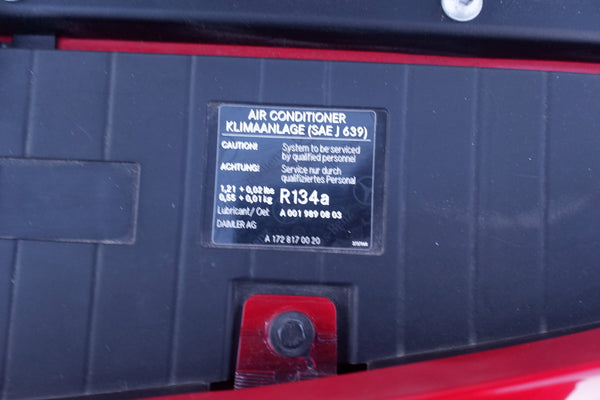 AIR CONDITIONER
KLIMAANLAGE (SAE J 639)
CAUTION: System to be serviced
by qualified personnel
ACHTUNG: Service nur durch
qualifiziertes Personal
1,21 + 0,02 lbs
0,55 + 0,01 kg R134a
Lubricant/ Oel: A 001 989 08 03
DAIMLER AG
A 172 817 00 20